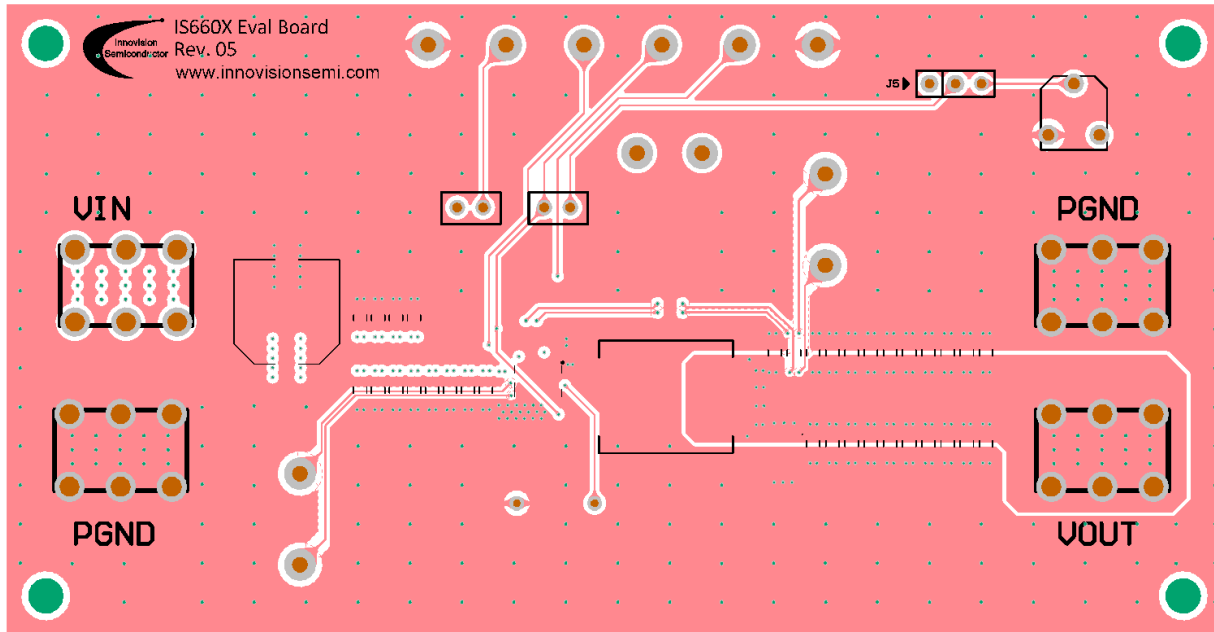 Innovision
Semiconductor
IS660X Eval Board
Rev. 05
www.innovisionsemi.com
J5
VIN
PGND
PGND
VOUT